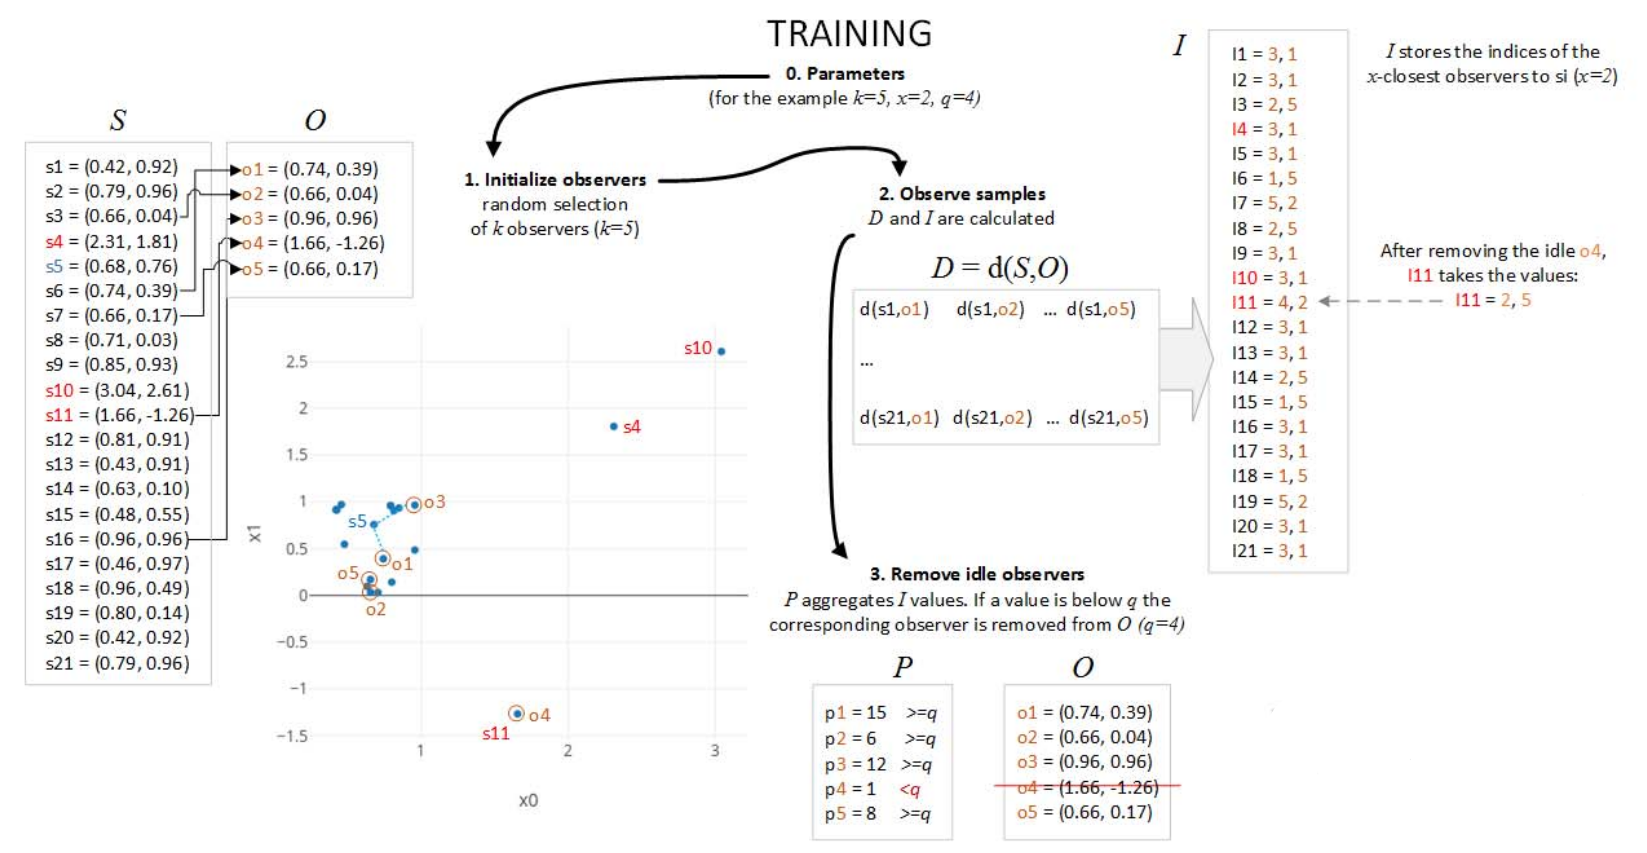 TRAINING
0. Parameters
(for the example k=5, x=2, q=4)
S
s1 = (0.42, 0.92)
s2 = (0.79, 0.96)
s3 = (0.66, 0.04)
s4 = (2.31, 1.81)
s5 = (0.68, 0.76)
s6 = (0.74, 0.39)
s7 = (0.66, 0.17)
s8 = (0.71, 0.03)
s9 = (0.85, 0.93)
s10 = (3.04, 2.61)
s11 = (1.66, -1.26)
s12 = (0.81, 0.91)
s13 = (0.43, 0.91)
s14 = (0.63, 0.10)
s15 = (0.48, 0.55)
s16 = (0.96, 0.96)
s17 = (0.46, 0.97)
s18 = (0.96, 0.49)
s19 = (0.80, 0.14)
s20 = (0.42, 0.92)
s21 = (0.79, 0.96)
O
o1 = (0.74, 0.39)
o2 = (0.66, 0.04)
o3 = (0.96, 0.96)
o4 = (1.66, -1.26)
o5 = (0.66, 0.17)
1. Initialize observers
random selection
of k observers (k=5)
2. Observe samples
D and I are calculated
D = d(S,O)
d(s1,o1) d(s1,o2) ... d(s1,o5)
...
d(s21,o1) d(s21,o2) ... d(s21,o5)
I
I1 = 3, 1
I2 = 3, 1
I3 = 2, 5
I4 = 3, 1
I5 = 3, 1
I6 = 1, 5
I7 = 5, 2
I8 = 2, 5
I9 = 3, 1
I10 = 3, 1
I11 = 4, 2
I12 = 3, 1
I13 = 3, 1
I14 = 2, 5
I15 = 1, 5
I16 = 3, 1
I17 = 3, 1
I18 = 1, 5
I19 = 5, 2
I20 = 3, 1
I21 = 3, 1
I stores the indices of the
x-closest observers to si (x=2)
After removing the idle o4,
I11 takes the values:
I11 = 2, 5
2.5
2
1.5
1
0.5
0
−0.5
−1
−1.5
x1
1
2
3
x0
s10
s4
o3
s5
o1
o5
o2
o4
s11
3. Remove idle observers
P aggregates I values. If a value is below q the
corresponding observer is removed from O (q=4)
P
p1 = 15 >=q
p2 = 6 >=q
p3 = 12 >=q
p4 = 1 <q
p5 = 8 >=q
O
o1 = (0.74, 0.39)
o2 = (0.66, 0.04)
o3 = (0.96, 0.96)
o4 = (1.66, -1.26)
o5 = (0.66, 0.17)